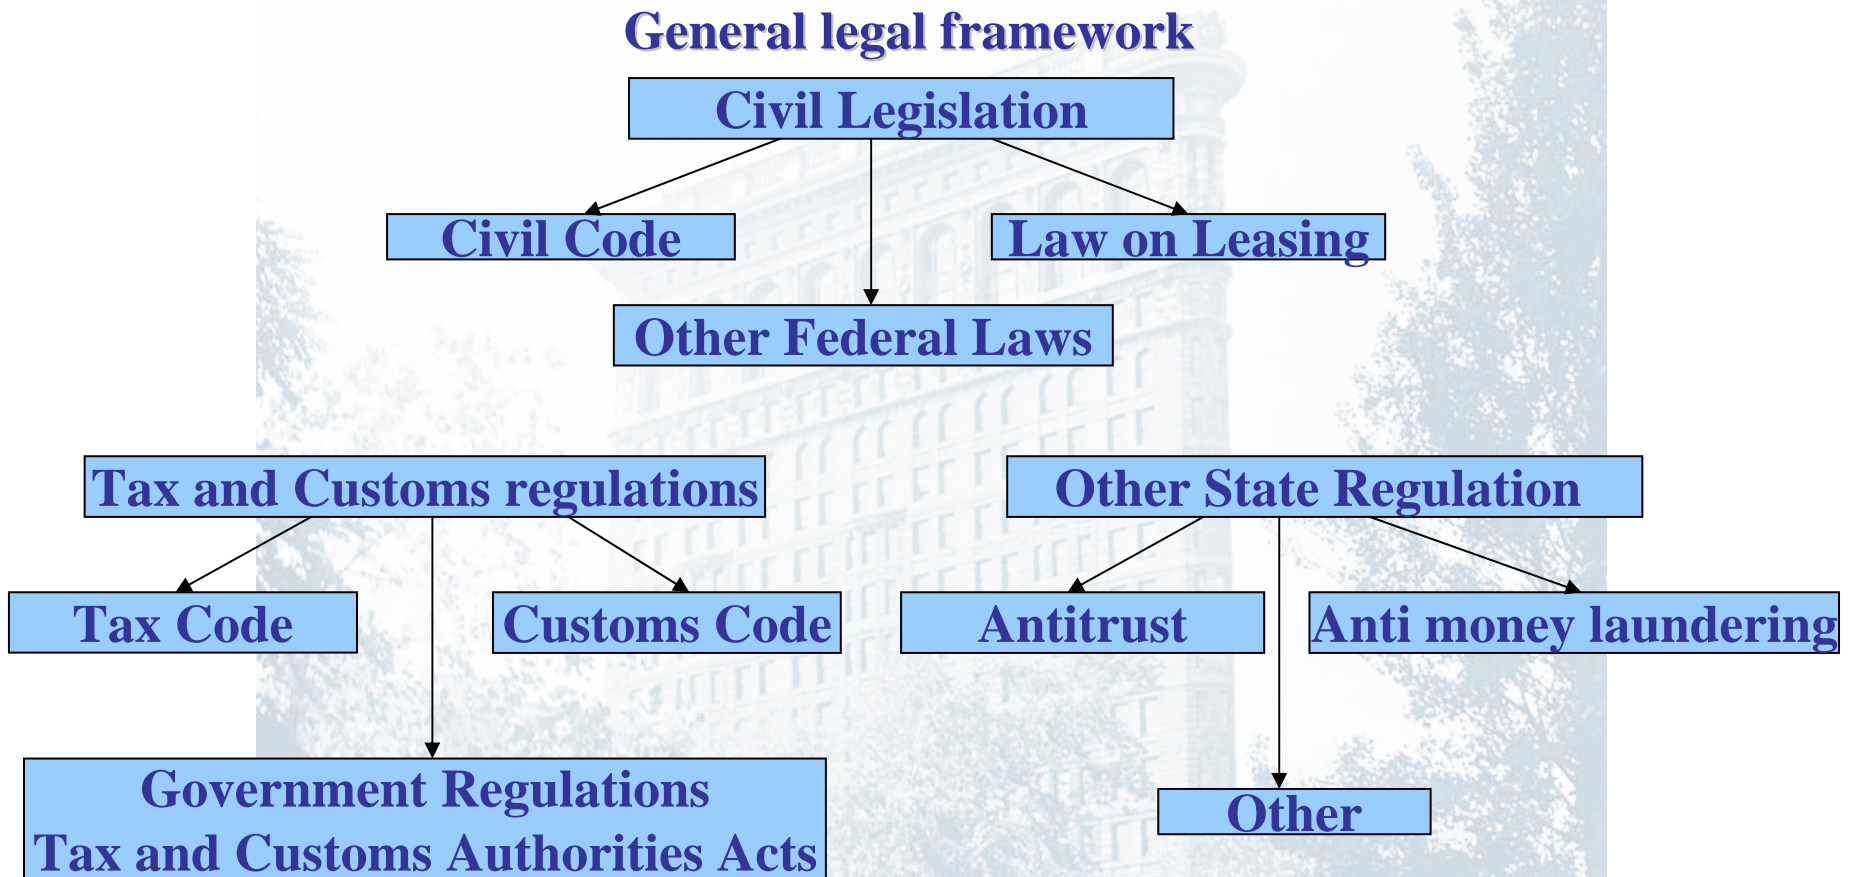 General legal framework
Civil Legislation
Civil Code
Law on Leasing
Other Federal Laws
Tax and Customs regulations
Other State Regulation
Tax Code
Customs Code
Antitrust
Anti money laundering
Government Regulations
Tax and Customs Authorities Acts
Other